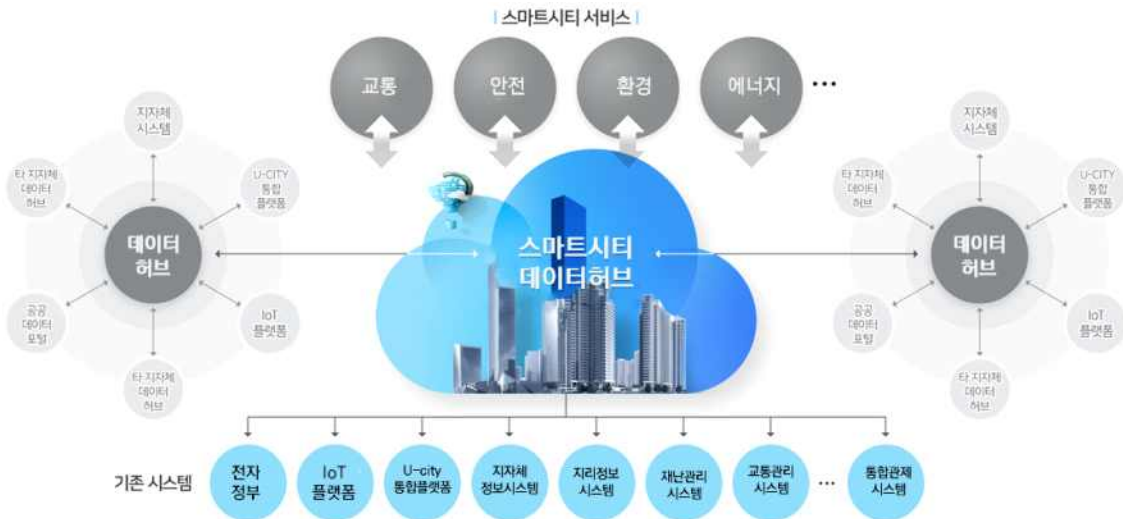 스마트시티 서비스
교통
안전
환경
에너지
...
지자체
시스템
타 지자체
데이터
허브
U-CITY
통합
플랫폼
데이터
허브
공공
데이터
포털
IoT
플랫폼
타 지자체
데이터
허브
스마트시티
데이터허브
지자체
시스템
타 지자체
데이터
허브
U-CITY
통합
플랫폼
데이터
허브
공공
데이터
포털
IoT
플랫폼
타 지자체
데이터
허브
기존 시스템
전자
정부
IoT
플랫폼
U-city
통합플랫폼
지자체
정보시스템
지리정보
시스템
재난관리
시스템
교통관리
시스템
...
통합관제
시스템